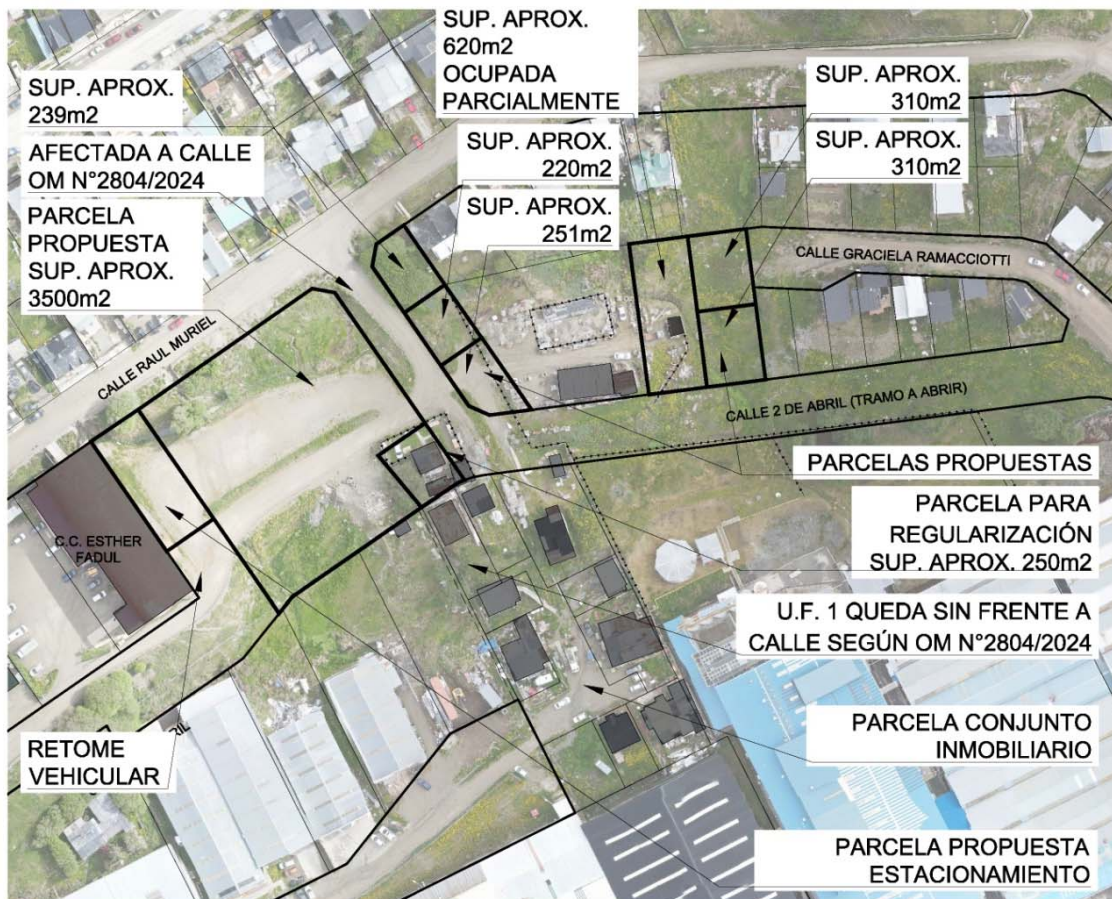 SUP. APROX.
620m2
OCUPADA
PARCIALMENTE
SUP. APROX.
239m2
AFECTADA A CALLE
OM N°2804/2024
PARCELA
PROPUESTA
SUP. APROX.
3500m2
SUP. APROX.
220m2
SUP. APROX.
251m2
SUP. APROX.
310m2
SUP. APROX.
310m2
CALLE GRACIELA RAMACCIOTTI
CALLE RAUL MURIEL
CALLE 2 DE ABRIL (TRAMO A ABRIR)
C.C. ESTHER
FADUL
PARCELAS PROPUESTAS
PARCELA PARA
REGULARIZACIÓN
SUP. APROX. 250m2
U.F. 1 QUEDA SIN FRENTE A
CALLE SEGÚN OM N°2804/2024
PARCELA CONJUNTO
INMOBILIARIO
RETOME
VEHICULAR
PARCELA PROPUESTA
ESTACIONAMIENTO